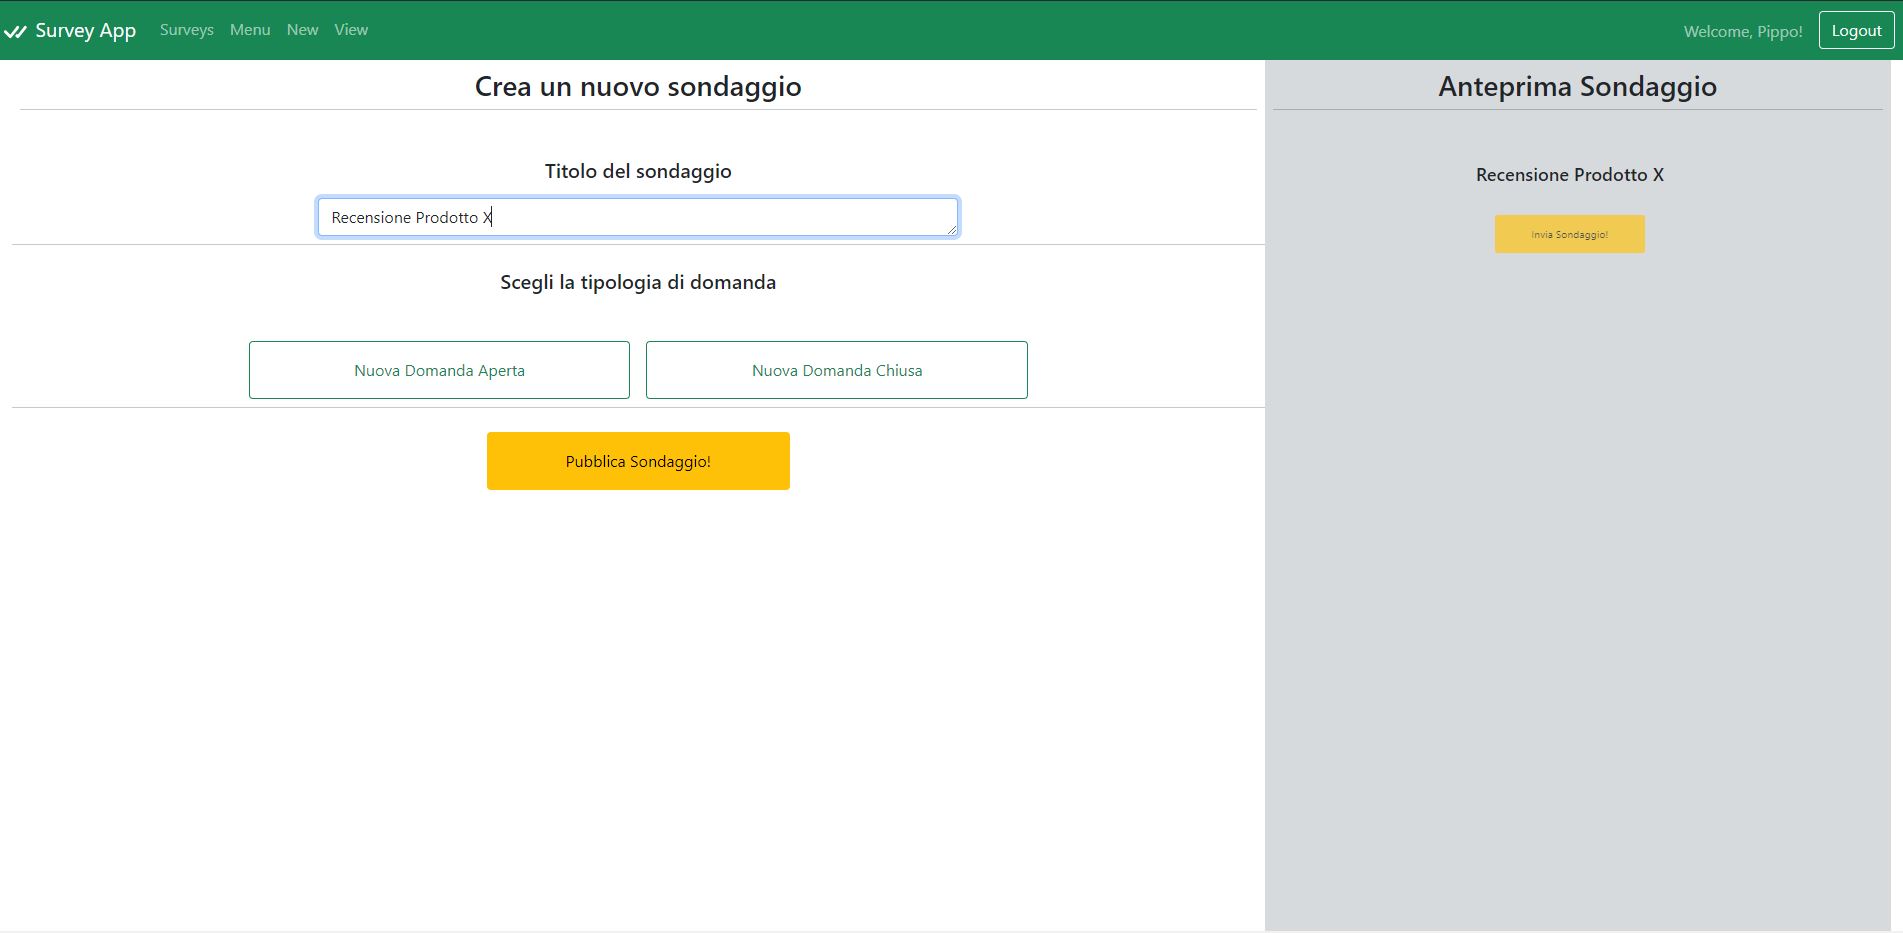 Survey App Surveys Menu New View Welcome, Pippo! Logout
Crea un nuovo sondaggio
Titolo del sondaggio
Recensione Prodotto X
Scegli la tipologia di domanda
Nuova Domanda Aperta Nuova Domanda Chiusa
Pubblica Sondaggio!
Anteprima Sondaggio
Recensione Prodotto X
Invia Sondaggio!